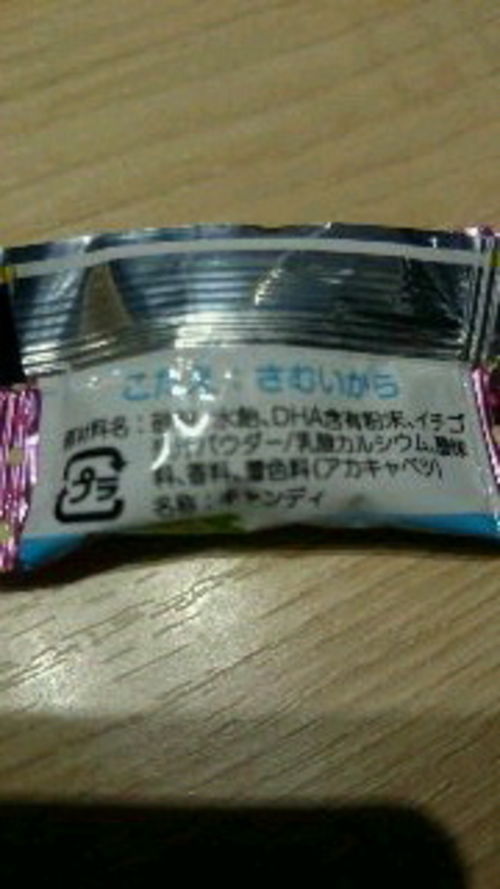 こたえ：さむいから
原材料名：砂糖、水飴、DHA含有粉末、イチゴ
パウダー/乳酸カルシウム、酸味
料、香料、着色料(アカキャベツ)
プラ
名称：キャンディ